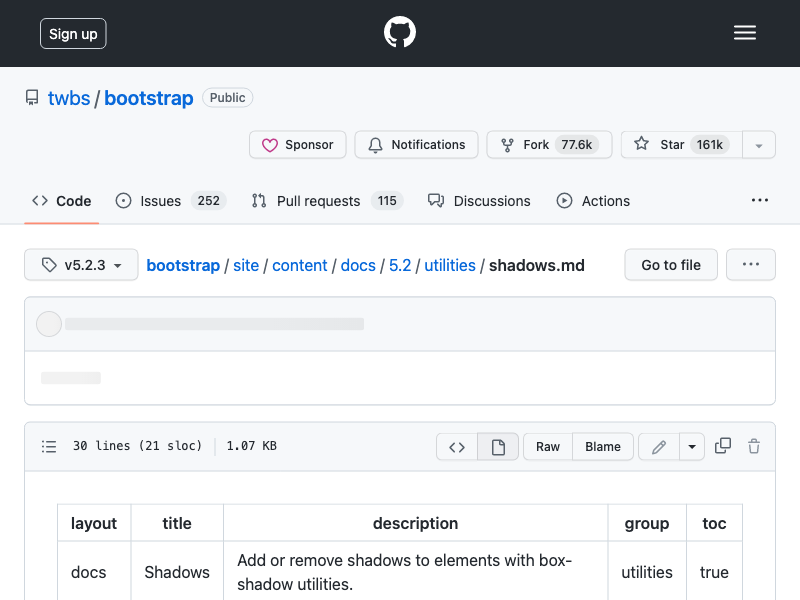 Sign up
twbs / bootstrap Public
Sponsor Notifications Fork 77.6k Star 161k
Code Issues 252 Pull requests 115 Discussions Actions
v5.2.3 bootstrap / site / content / docs / 5.2 / utilities / shadows.md Go to file
30 lines (21 sloc) 1.07 KB Raw Blame
layout title description group toc
docs Shadows Add or remove shadows to elements with box- utilities true
shadow utilities.